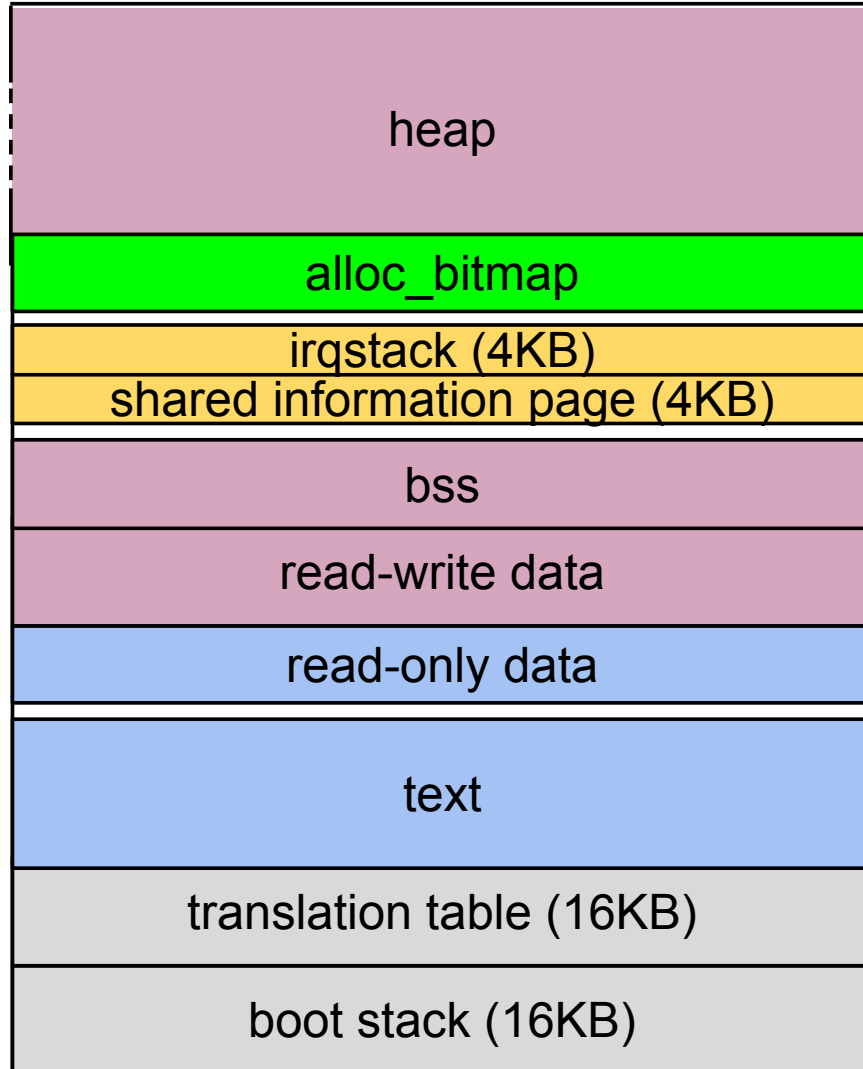 heap
alloc_bitmap
irqstack (4KB)
shared information page (4KB)
bss
read-write data
read-only data
text
translation table (16KB)
boot stack (16KB)